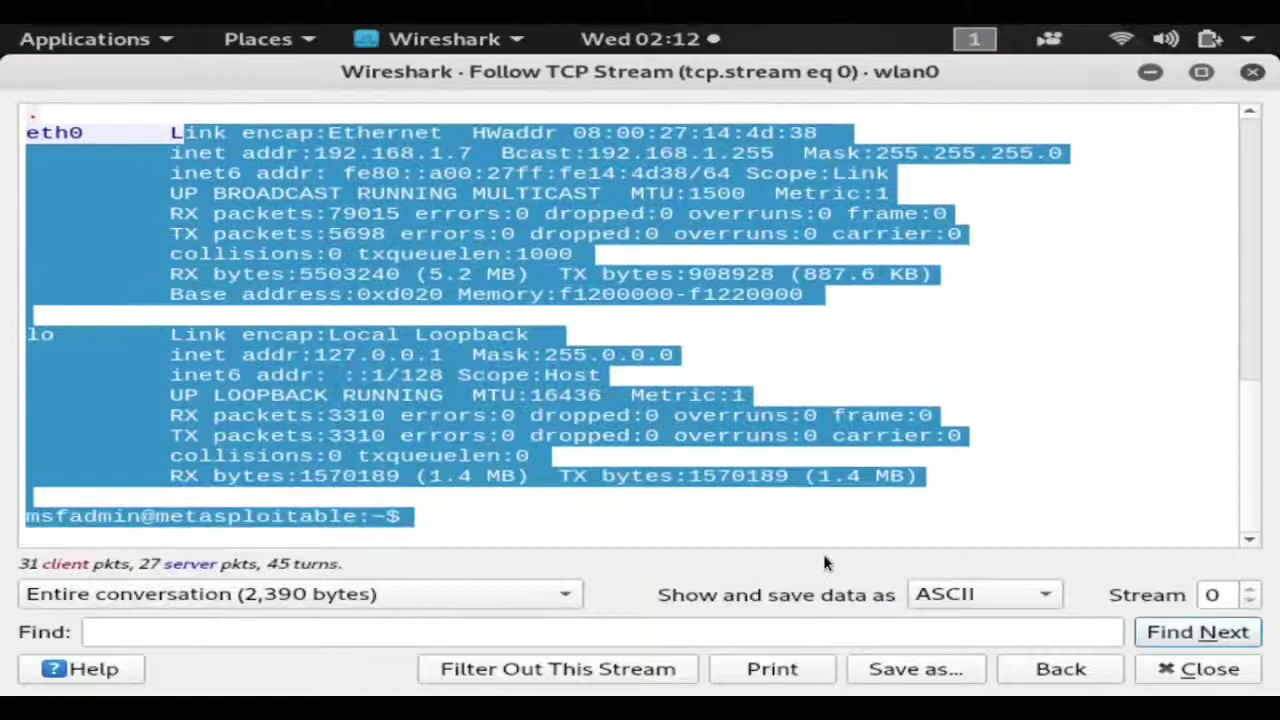 Applications Places Wireshark Wed 02:12 1
Wireshark · Follow TCP Stream (tcp.stream eq 0) · wlan0
.
eth0 Link encap:Ethernet HWaddr 08:00:27:14:4d:38
inet addr:192.168.1.7 Bcast:192.168.1.255 Mask:255.255.255.0
inet6 addr: fe80::a00:27ff:fe14:4d38/64 Scope:Link
UP BROADCAST RUNNING MULTICAST MTU:1500 Metric:1
RX packets:79015 errors:0 dropped:0 overruns:0 frame:0
TX packets:5698 errors:0 dropped:0 overruns:0 carrier:0
collisions:0 txqueuelen:1000
RX bytes:5503240 (5.2 MB) TX bytes:908928 (887.6 KB)
Base address:0xd020 Memory:f1200000-f1220000
lo Link encap:Local Loopback
inet addr:127.0.0.1 Mask:255.0.0.0
inet6 addr: ::1/128 Scope:Host
UP LOOPBACK RUNNING MTU:16436 Metric:1
RX packets:3310 errors:0 dropped:0 overruns:0 frame:0
TX packets:3310 errors:0 dropped:0 overruns:0 carrier:0
collisions:0 txqueuelen:0
RX bytes:1570189 (1.4 MB) TX bytes:1570189 (1.4 MB)
msfadmin@metasploitable:~$
31 client pkts, 27 server pkts, 45 turns.
Entire conversation (2,390 bytes) Show and save data as ASCII Stream 0
Find: Find Next
Help Filter Out This Stream Print Save as... Back Close